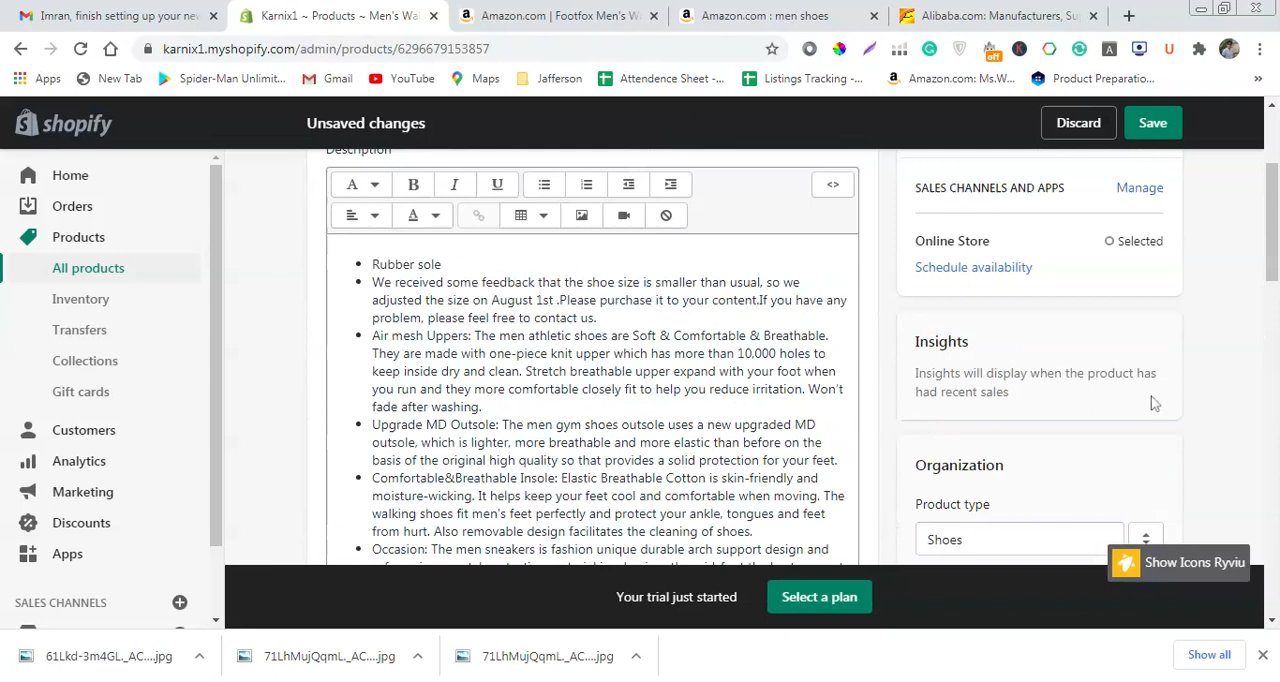 Imran, finish setting up your new
Karnix1 ~ Products ~ Men's Wa
Amazon.com | Footfox Men's W
Amazon.com : men shoes
Alibaba.com: Manufacturers, Su
karnix1.myshopify.com/admin/products/6296679153857
off
Apps
New Tab
Spider-Man Unlimit...
Gmail
YouTube
Maps
Jafferson
Attendence Sheet -...
Listings Tracking -...
Amazon.com: Ms.W...
Product Preparatio...
shopify
Unsaved changes
Discard
Save
Home
Orders
Products
All products
Inventory
Transfers
Collections
Gift cards
Customers
Analytics
Marketing
Discounts
Apps
SALES CHANNELS
Description
Rubber sole
We received some feedback that the shoe size is smaller than usual, so we
adjusted the size on August 1st .Please purchase it to your content.If you have any
problem, please feel free to contact us.
Air mesh Uppers: The men athletic shoes are Soft & Comfortable & Breathable.
They are made with one-piece knit upper which has more than 10,000 holes to
keep inside dry and clean. Stretch breathable upper expand with your foot when
you run and they more comfortable closely fit to help you reduce irritation. Won't
fade after washing.
Upgrade MD Outsole: The men gym shoes outsole uses a new upgraded MD
outsole, which is lighter, more breathable and more elastic than before on the
basis of the original high quality so that provides a solid protection for your feet.
Comfortable&Breathable Insole: Elastic Breathable Cotton is skin-friendly and
moisture-wicking. It helps keep your feet cool and comfortable when moving. The
walking shoes fit men's feet perfectly and protect your ankle, tongues and feet
from hurt. Also removable design facilitates the cleaning of shoes.
Occasion: The men sneakers is fashion unique durable arch support design and
SALES CHANNELS AND APPS
Manage
Online Store
Selected
Schedule availability
Insights
Insights will display when the product has
had recent sales
Organization
Product type
Shoes
Show Icons Ryviu
Your trial just started
Select a plan
61Lkd-3m4GL._AC....jpg
71LhMujQqmL._AC....jpg
71LhMujQqmL._AC....jpg
Show all